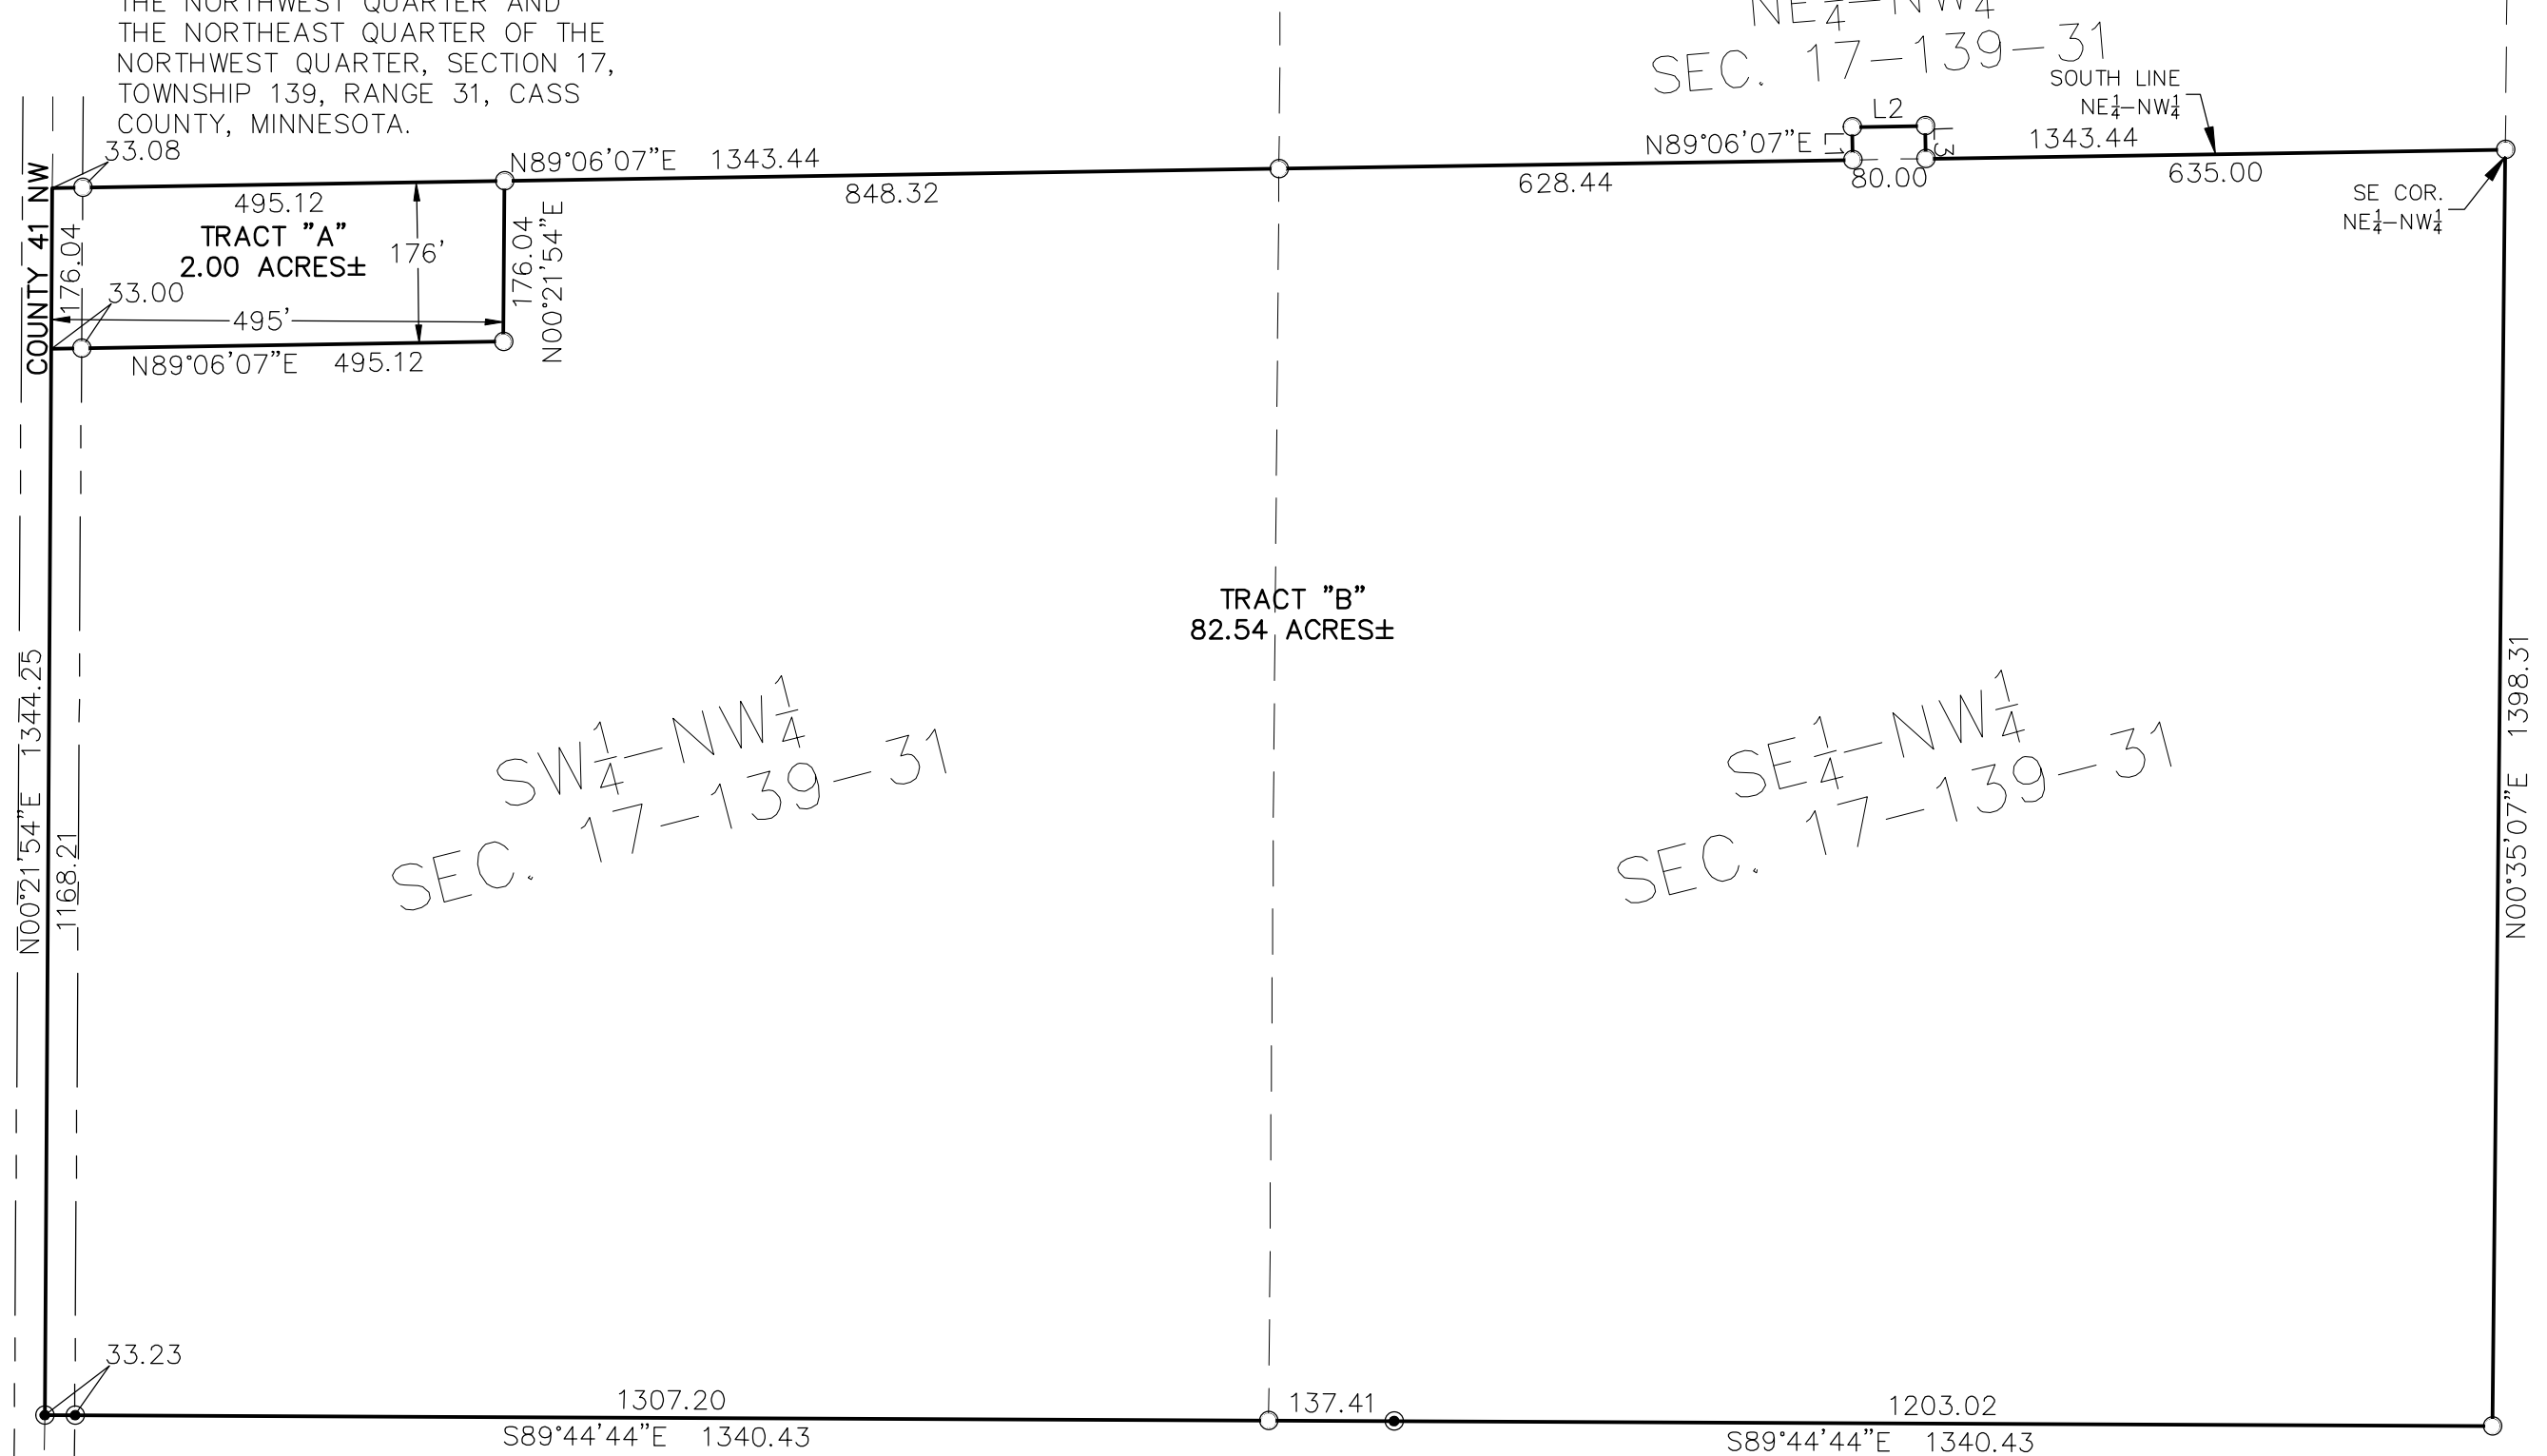 THE NORTHWEST QUARTER AND
THE NORTHEAST QUARTER OF THE
NORTHWEST QUARTER, SECTION 17,
TOWNSHIP 139, RANGE 31, CASS
COUNTY, MINNESOTA.
NE¼-NW¼
SEC. 17-139-31
SOUTH LINE
NE¼-NW¼
L2
L1
L3
33.08
N89°06'07"E 1343.44
848.32
N89°06'07"E
1343.44
628.44
80.00
635.00
SE COR.
NE¼-NW¼
COUNTY 41 NW
176.04
495.12
TRACT "A"
2.00 ACRES±
176'
176.04
N00°21'54"E
33.00
495'
N89°06'07"E 495.12
TRACT "B"
82.54 ACRES±
N00°21'54"E 1344.25
1168.21
SW¼-NW¼
SEC. 17-139-31
SE¼-NW¼
SEC. 17-139-31
N00°35'07"E 1398.31
33.23
1307.20
137.41
1203.02
S89°44'44"E 1340.43
S89°44'44"E 1340.43